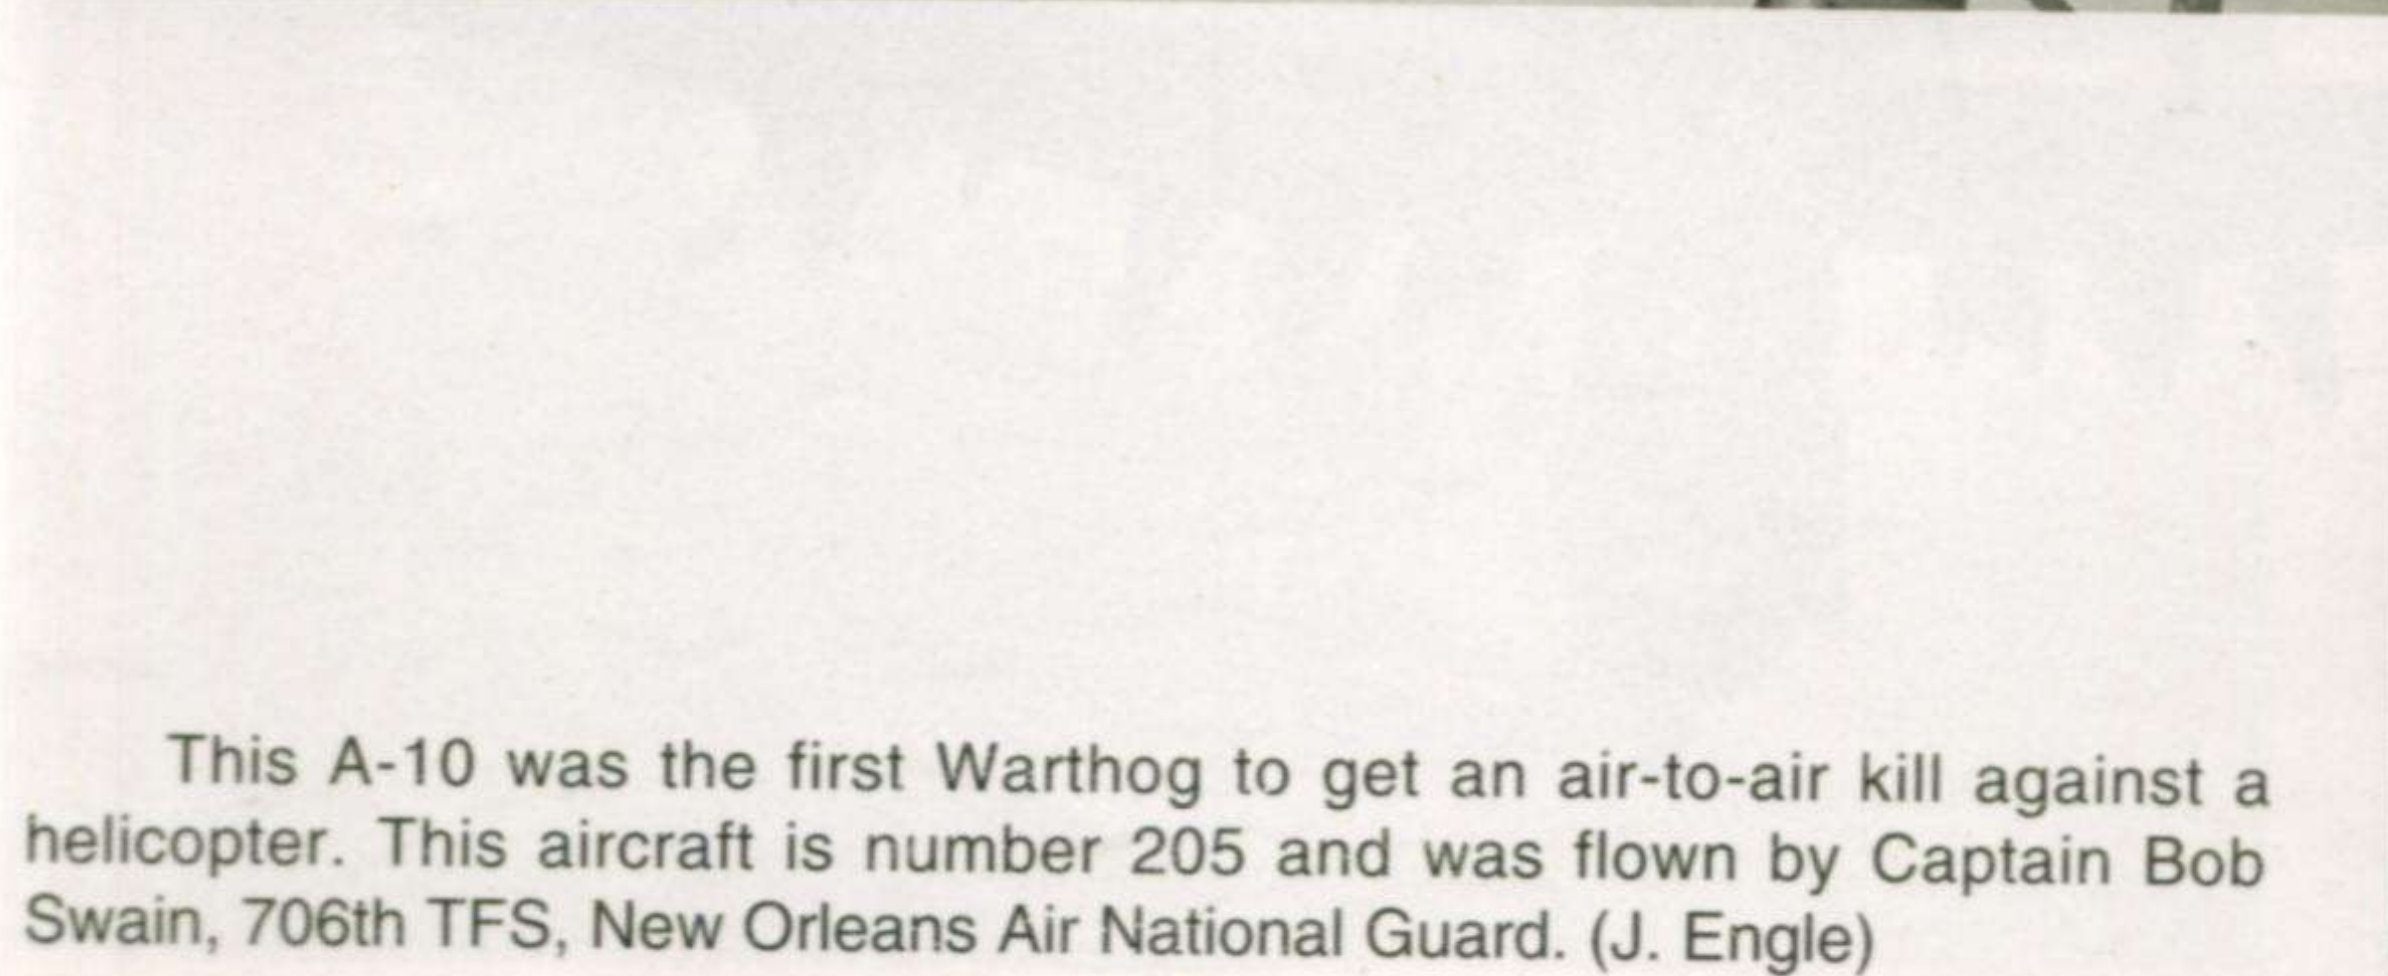 This A-10 was the first Warthog to get an air-to-air kill against a
helicopter. This aircraft is number 205 and was flown by Captain Bob
Swain, 706th TFS, New Orleans Air National Guard. (J. Engle)